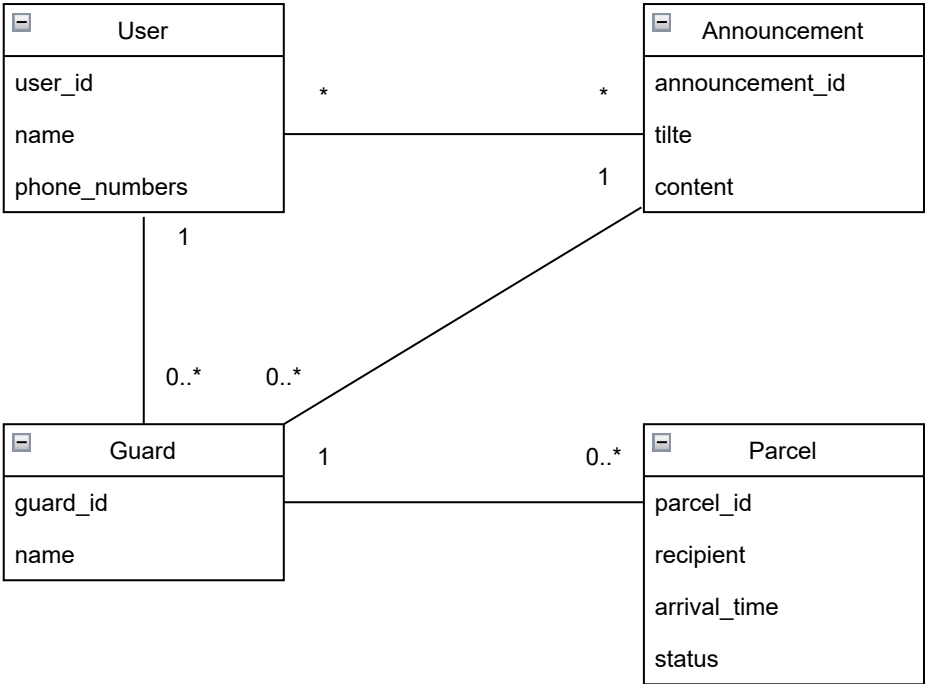 User
user_id
name
phone_numbers
Announcement
announcement_id
tilte
content
*
*
1
1
0..*
0..*
Guard
guard_id
name
1
0..*
Parcel
parcel_id
recipient
arrival_time
status